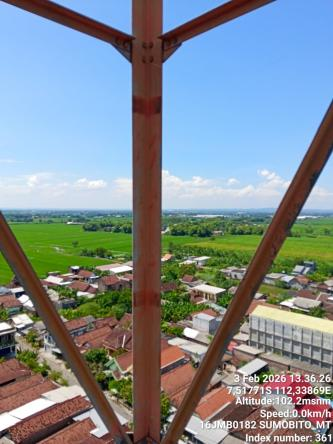 3 Feb 2026 13.36.26
7,51771S 112,33869E
Altitude:102.2msnm
Speed:0.0km/h
16JMB0182 SUMOBITO_MT
Index number: 341